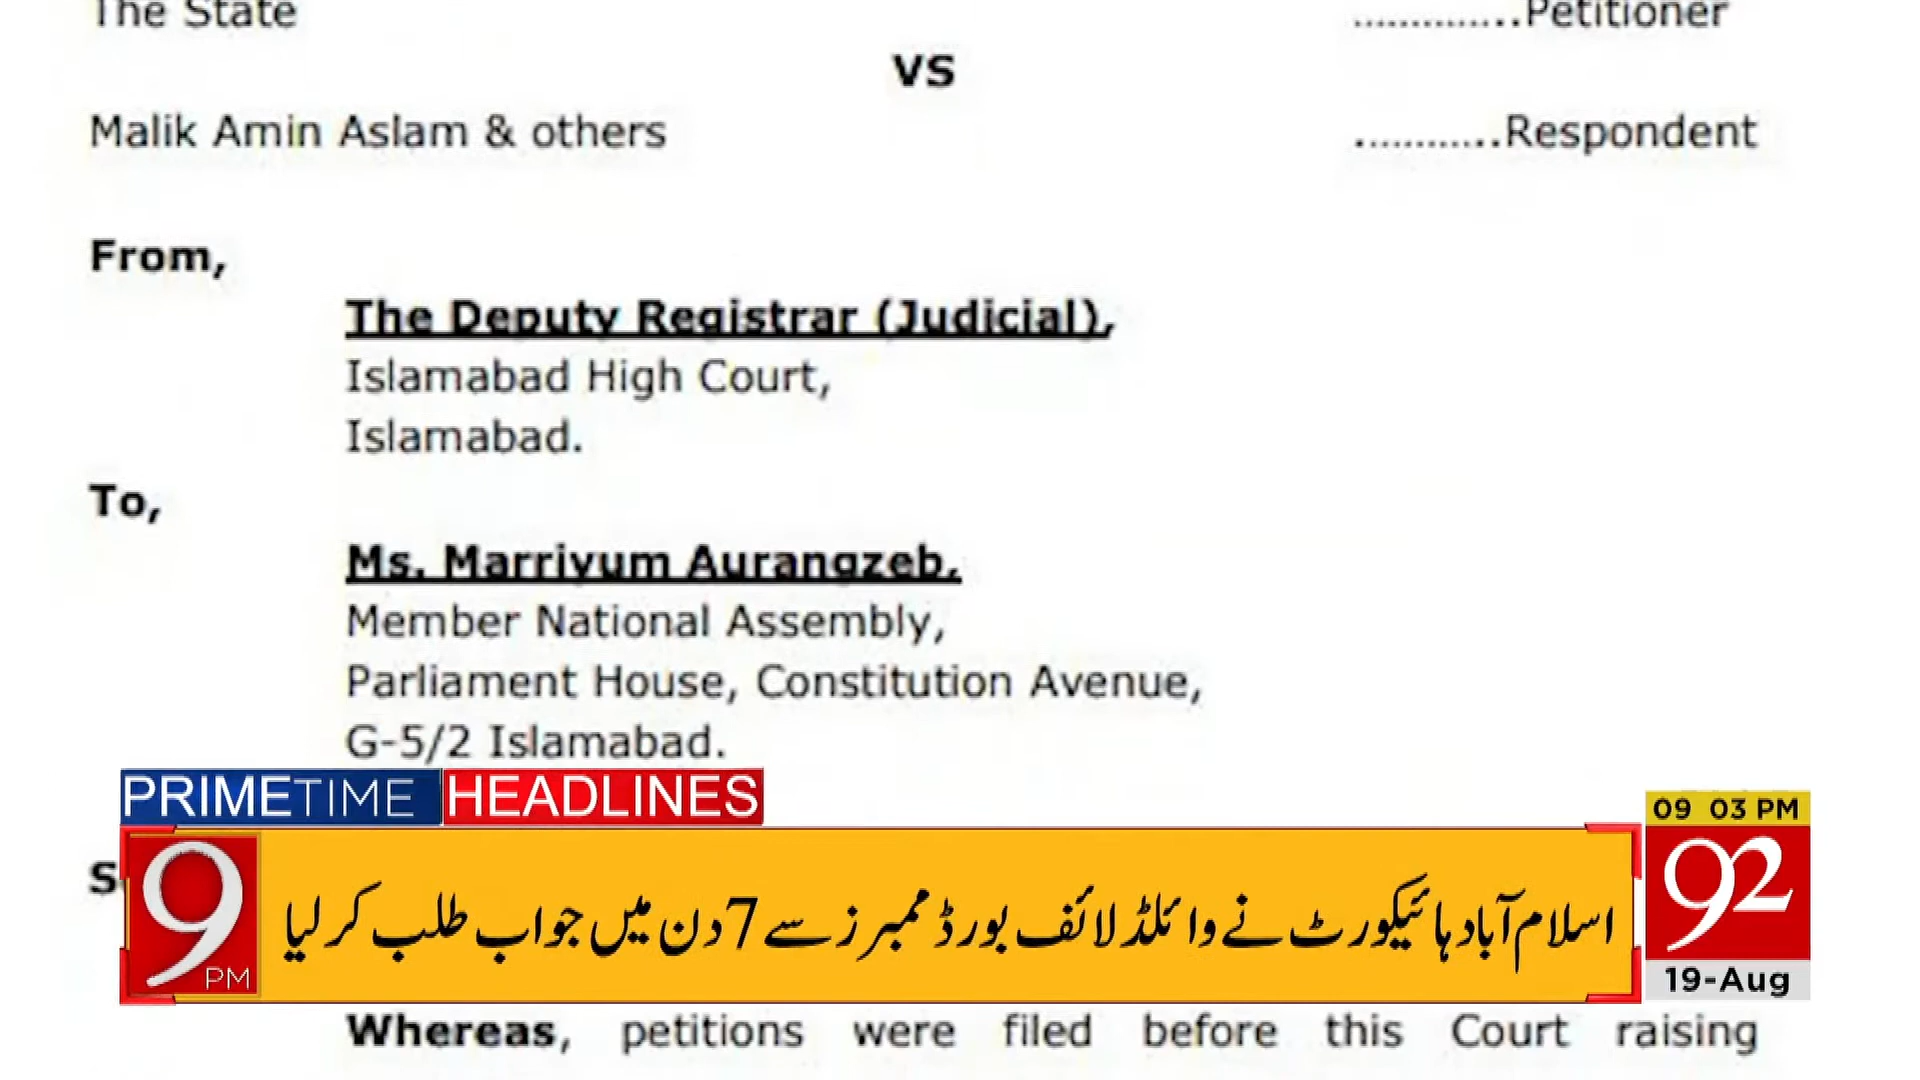 The State ..............Petitioner
VS
Malik Amin Aslam & others ............Respondent
From,
The Deputy Registrar (Judicial),
Islamabad High Court,
Islamabad.
To,
Ms. Marriyum Aurangzeb,
Member National Assembly,
Parliament House, Constitution Avenue,
G-5/2 Islamabad.
PRIMETIME HEADLINES
09 03 PM
9 PM
اسلام آباد ہائیکورٹ نے وائلڈ لائف بورڈ ممبرز سے 7 دن میں جواب طلب کر لیا
92
19-Aug
Whereas, petitions were filed before this Court raising